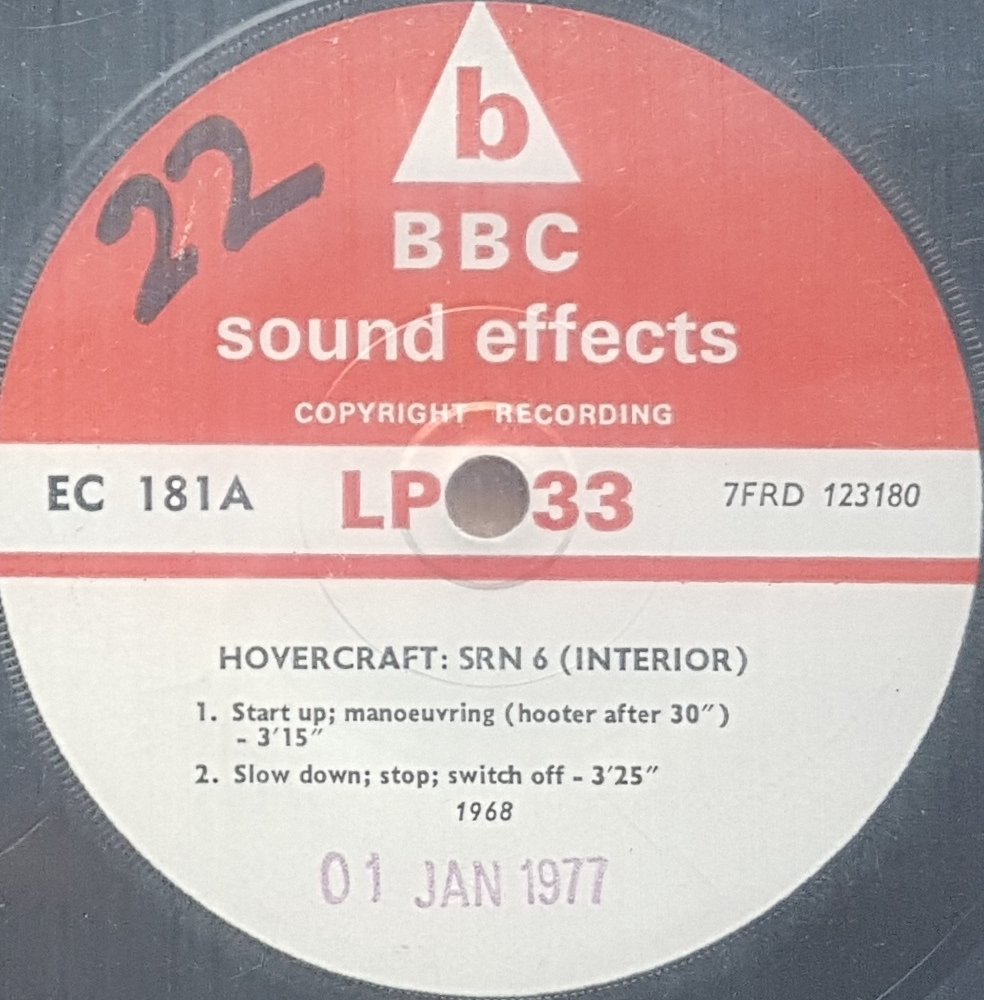 22
b
BBC
sound effects
COPYRIGHT RECORDING
EC 181A LP 33 7FRD 123180
HOVERCRAFT: SRN 6 (INTERIOR)
1. Start up; manoeuvring (hooter after 30″)
- 3′15″
2. Slow down; stop; switch off - 3′25″
1968
01 JAN 1977